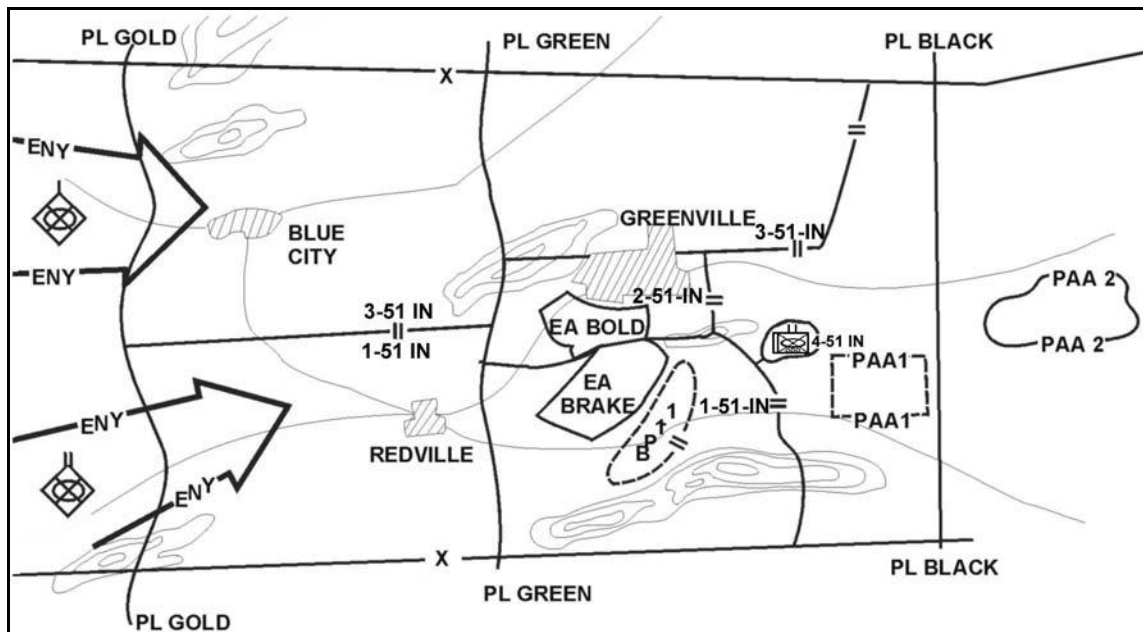 PL GOLD
PL GREEN
PL BLACK
X
ENY
ENY
BLUE
CITY
GREENVILLE
3-51-IN
3-51 IN
1-51 IN
2-51-IN
EA BOLD
4-51 IN
PAA 2
PAA 2
PAA1
PAA1
EA
BRAKE
1-51-IN
BP 1
ENY
ENY
REDVILLE
X
PL GOLD
PL GREEN
PL BLACK